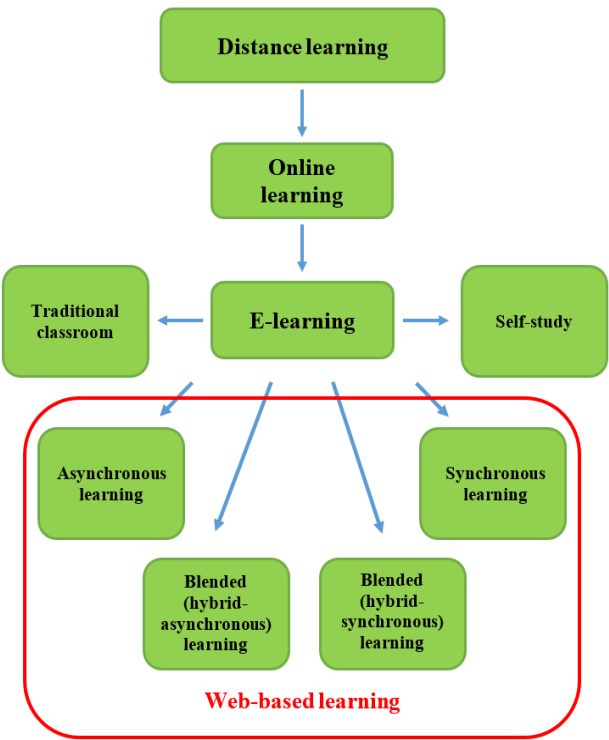 Distance learning
Online
learning
Traditional
classroom
E-learning
Self-study
Asynchronous
learning
Synchronous
learning
Blended
(hybrid-
asynchronous)
learning
Blended
(hybrid-
synchronous)
learning
Web-based learning